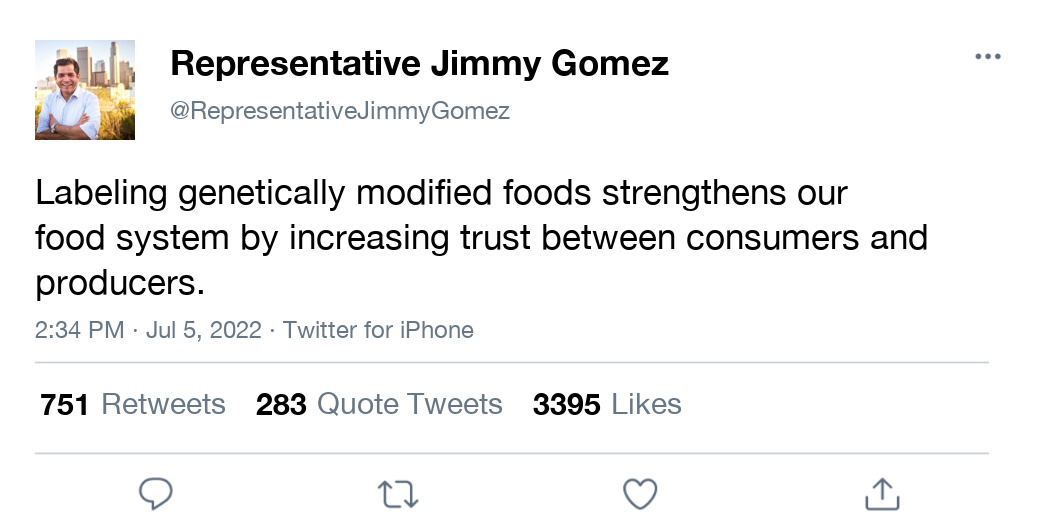 Representative Jimmy Gomez
@RepresentativeJimmyGomez
Labeling genetically modified foods strengthens our
food system by increasing trust between consumers and
producers.
2:34 PM · Jul 5, 2022 · Twitter for iPhone
751 Retweets 283 Quote Tweets 3395 Likes